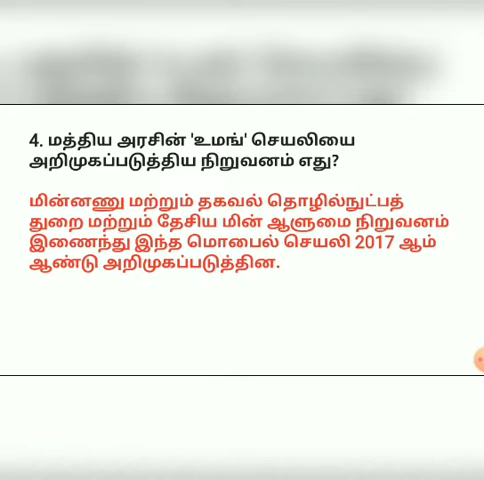 4. மத்திய அரசின் 'உமங்' செயலியை
அறிமுகப்படுத்திய நிறுவனம் எது?
மின்னணு மற்றும் தகவல் தொழில்நுட்பத்
துறை மற்றும் தேசிய மின் ஆளுமை நிறுவனம்
இணைந்து இந்த மொபைல் செயலி 2017 ஆம்
ஆண்டு அறிமுகப்படுத்தின.